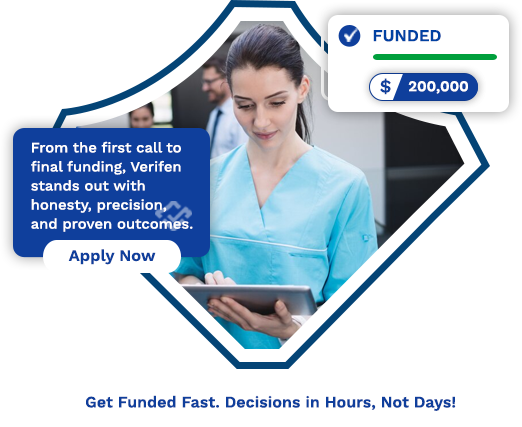 FUNDED
$ 200,000
From the first call to
final funding, Verifen
stands out with
honesty, precision,
and proven outcomes.
Apply Now
Get Funded Fast. Decisions in Hours, Not Days!